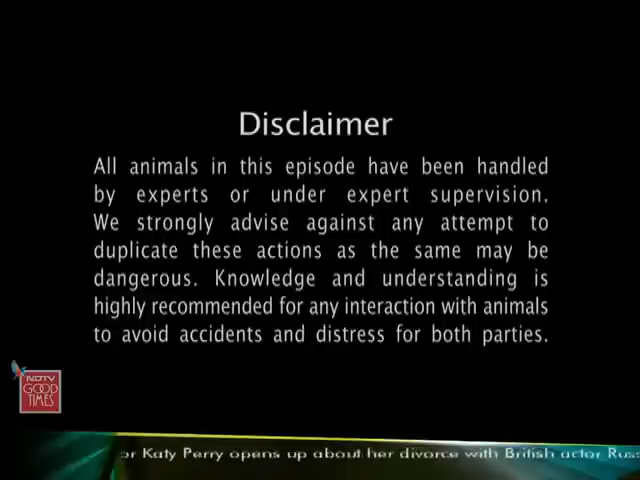 Disclaimer
All animals in this episode have been handled
by experts or under expert supervision.
We strongly advise against any attempt to
duplicate these actions as the same may be
dangerous. Knowledge and understanding is
highly recommended for any interaction with animals
to avoid accidents and distress for both parties.
NDTV
GOOD
TIMES
or Katy Perry opens up about her divorce with British actor Russ